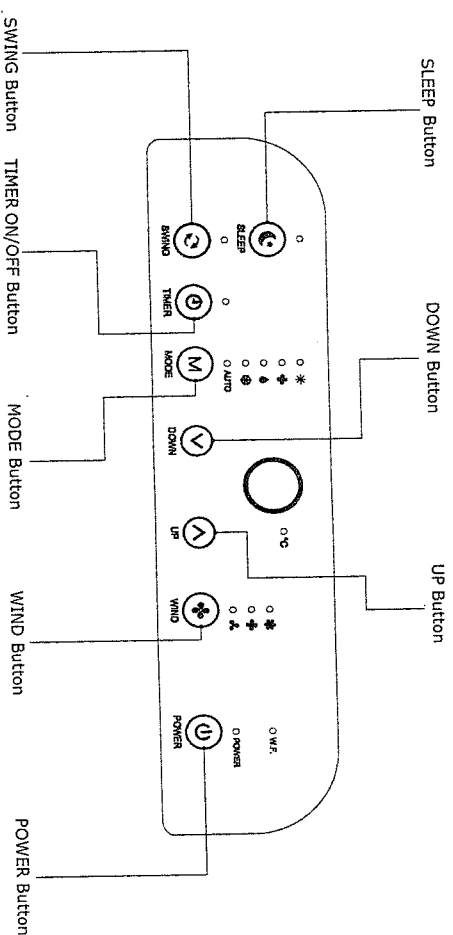 SLEEP Button
DOWN Button
UP Button
°C
W.F.
POWER
AUTO
SLEEP
SWING
TIMER
M
MODE
DOWN
UP
WIND
POWER
SWING Button
TIMER ON/OFF Button
MODE Button
WIND Button
POWER Button